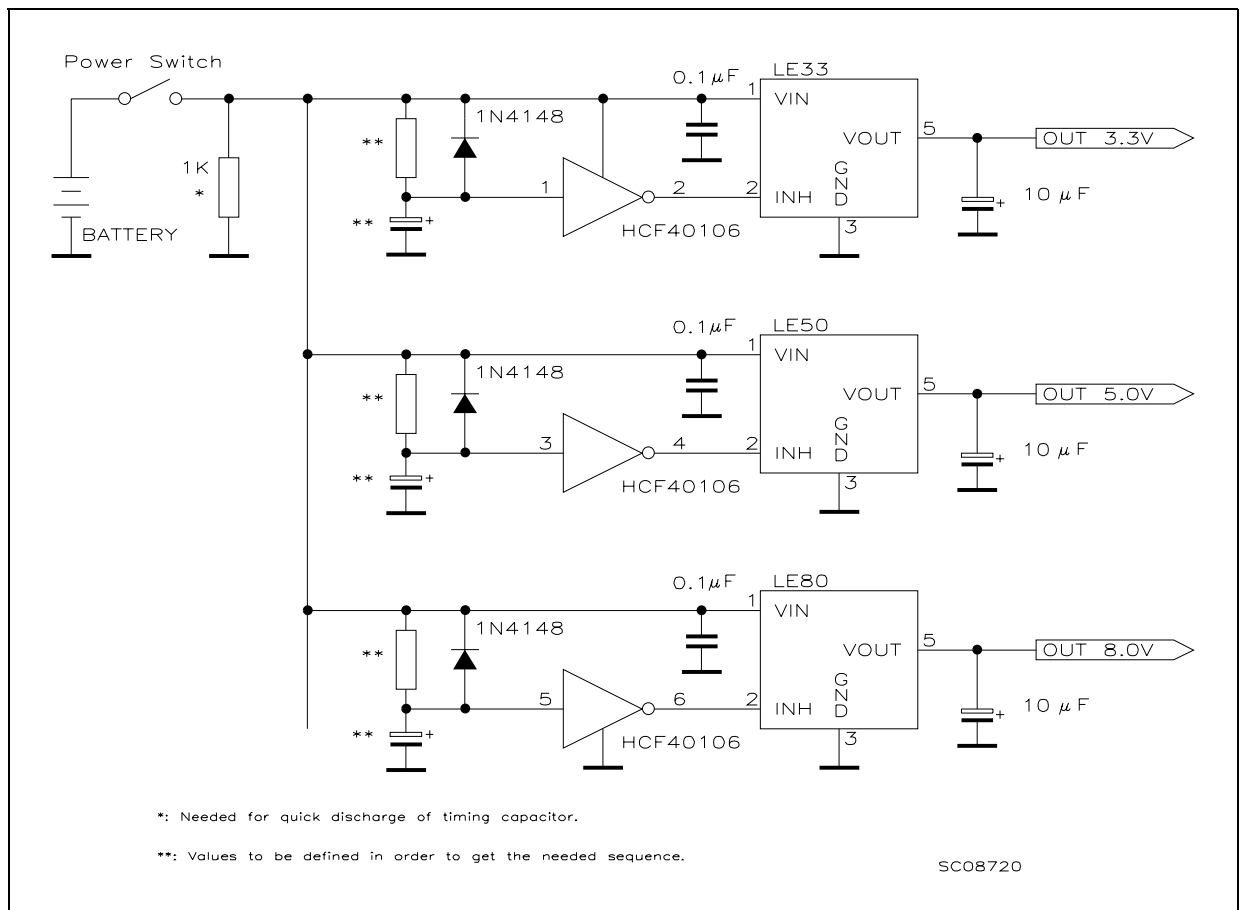 Power Switch
BATTERY
1K
*
**
**
+
1N4148
1
2
HCF40106
0.1μF
LE33
1
VIN
2
INH
GND
3
VOUT
5
+
10 μF
OUT 3.3V
**
**
+
1N4148
3
4
HCF40106
0.1μF
LE50
1
VIN
2
INH
GND
3
VOUT
5
+
10 μF
OUT 5.0V
**
**
+
1N4148
5
6
HCF40106
0.1μF
LE80
1
VIN
2
INH
GND
3
VOUT
5
+
10 μF
OUT 8.0V
*: Needed for quick discharge of timing capacitor.
**: Values to be defined in order to get the needed sequence.
SC08720